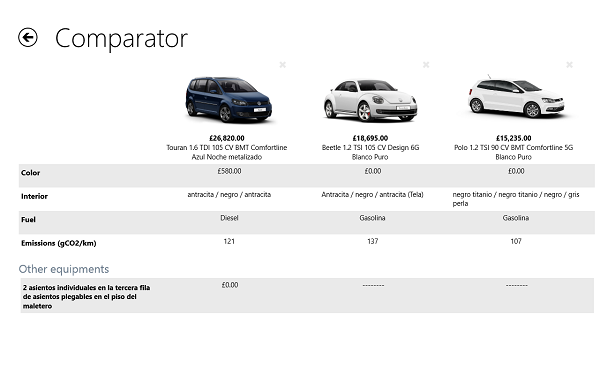 Comparator
£26,820.00
Touran 1.6 TDI 105 CV BMT Comfortline
Azul Noche metalizado
£18,695.00
Beetle 1.2 TSI 105 CV Design 6G
Blanco Puro
£15,235.00
Polo 1.2 TSI 90 CV BMT Comfortline 5G
Blanco Puro
Color £580.00 £0.00 £0.00
Interior antracita / negro / antracita Antracita / negro / antracita (Tela) negro titanio / negro titanio / negro / gris
perla
Fuel Diesel Gasolina Gasolina
Emissions (gCO2/km) 121 137 107
Other equipments
2 asientos individuales en la tercera fila £0.00 -------- --------
de asientos plegables en el piso del
maletero